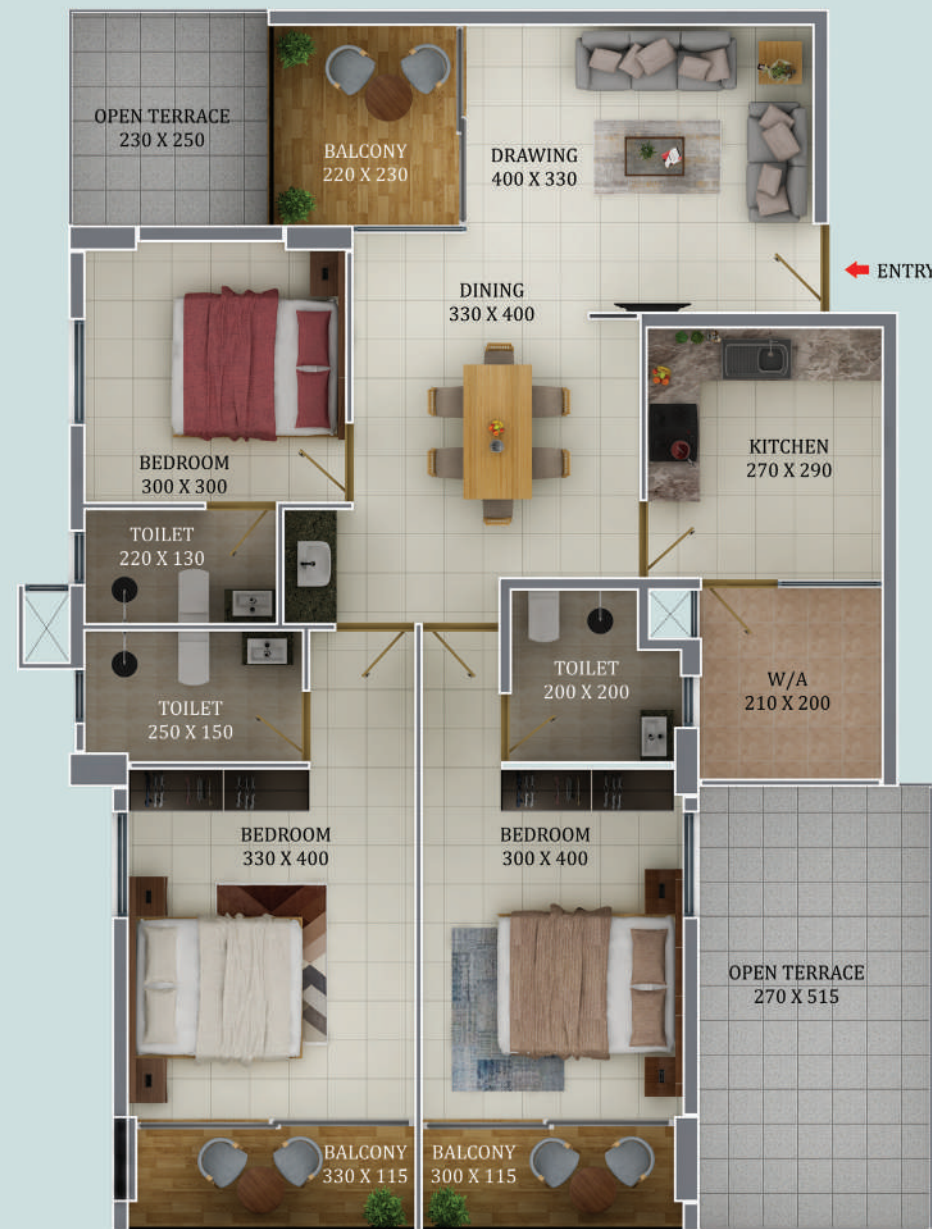 OPEN TERRACE
230 X 250
BALCONY
220 X 230
DRAWING
400 X 330
ENTRY
DINING
330 X 400
BEDROOM
300 X 300
KITCHEN
270 X 290
TOILET
220 X 130
TOILET
250 X 150
TOILET
200 X 200
W/A
210 X 200
BEDROOM
330 X 400
BEDROOM
300 X 400
OPEN TERRACE
270 X 515
BALCONY
330 X 115
BALCONY
300 X 115